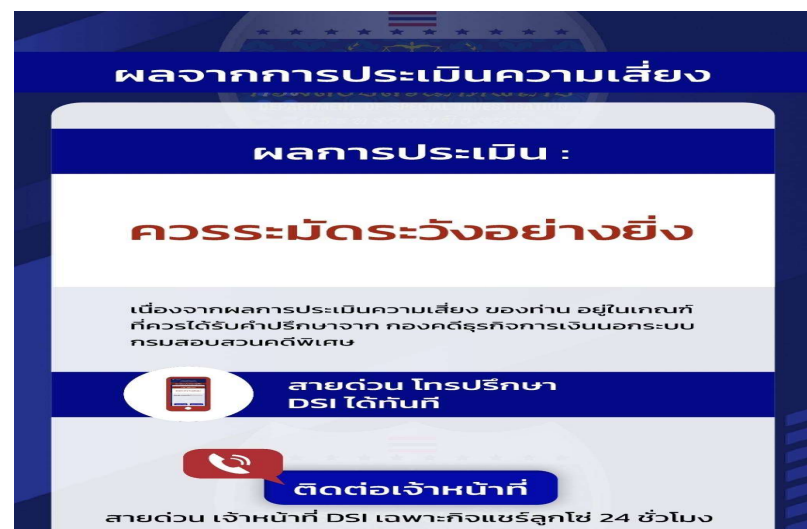 ผลจากการประเมินความเสี่ยง
ผลการประเมิน :
ควรระมัดระวังอย่างยิ่ง
เนื่องจากผลการประเมินความเสี่ยง ของท่าน อยู่ในเกณฑ์
ที่ควรได้รับคำปรึกษาจาก กองคดีธุรกิจการเงินนอกระบบ
กรมสอบสวนคดีพิเศษ
สายด่วน โทรปรึกษา
DSI ได้ทันที
ติดต่อเจ้าหน้าที่
สายด่วน เจ้าหน้าที่ DSI เฉพาะกิจแชร์ลูกโซ่ 24 ชั่วโมง